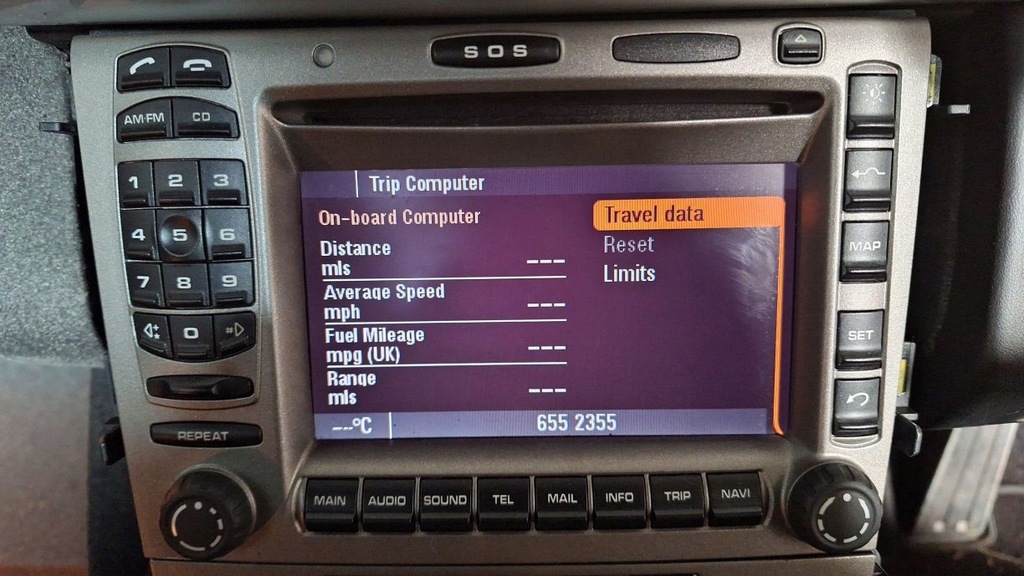 SOS
AM·FM CD
1 2 3
4 5 6
7 8 9
0 #
REPEAT
Trip Computer
On-board Computer
Distance
mls ---
Average Speed
mph ---
Fuel Mileage
mpg (UK) ---
Range
mls ---
Travel data
Reset
Limits
--°C 655 2355
MAP
SET
MAIN AUDIO SOUND TEL MAIL INFO TRIP NAVI